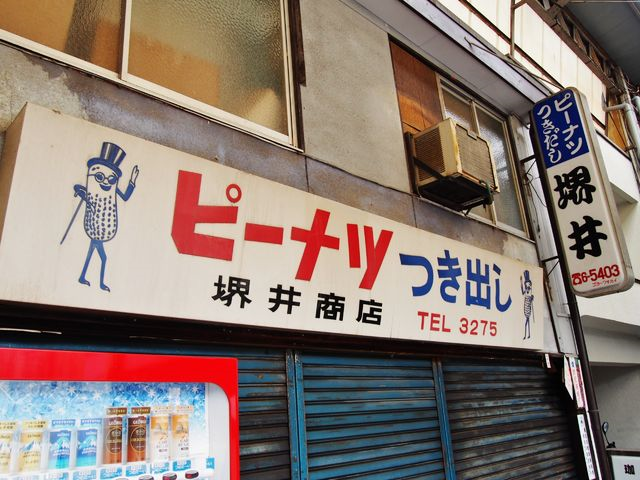 ピーナツ つき出し
堺井商店 TEL 3275
ピーナツ
つきだし
堺井
☎6-5403